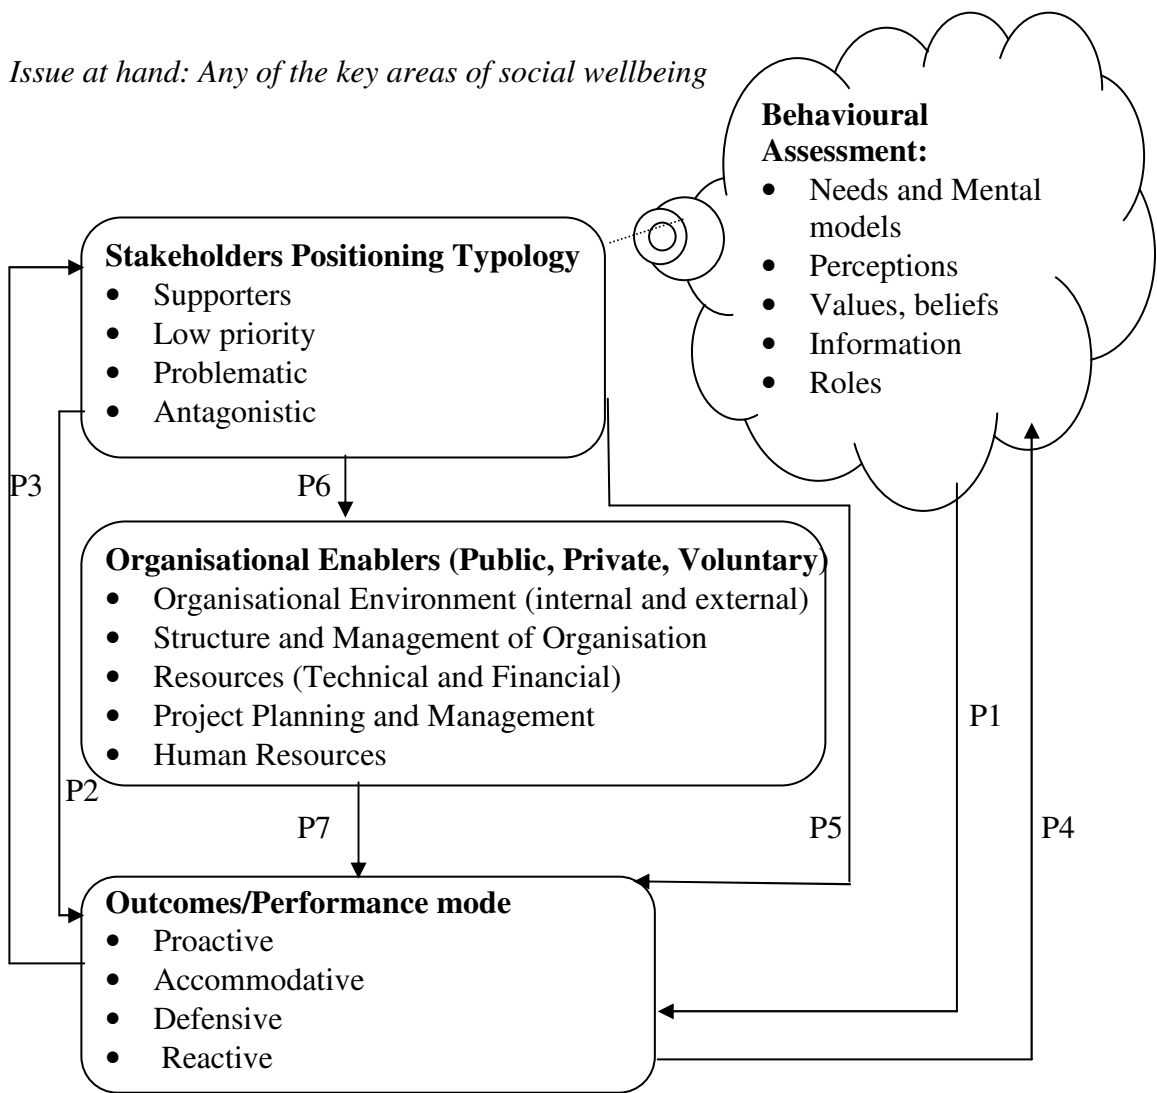 Issue at hand: Any of the key areas of social wellbeing
Behavioural
Assessment:
• Needs and Mental
models
• Perceptions
• Values, beliefs
• Information
• Roles
Stakeholders Positioning Typology
• Supporters
• Low priority
• Problematic
• Antagonistic
P3
P6
Organisational Enablers (Public, Private, Voluntary)
• Organisational Environment (internal and external)
• Structure and Management of Organisation
• Resources (Technical and Financial)
• Project Planning and Management
• Human Resources
P1
P2
P7
P5
P4
Outcomes/Performance mode
• Proactive
• Accommodative
• Defensive
• Reactive